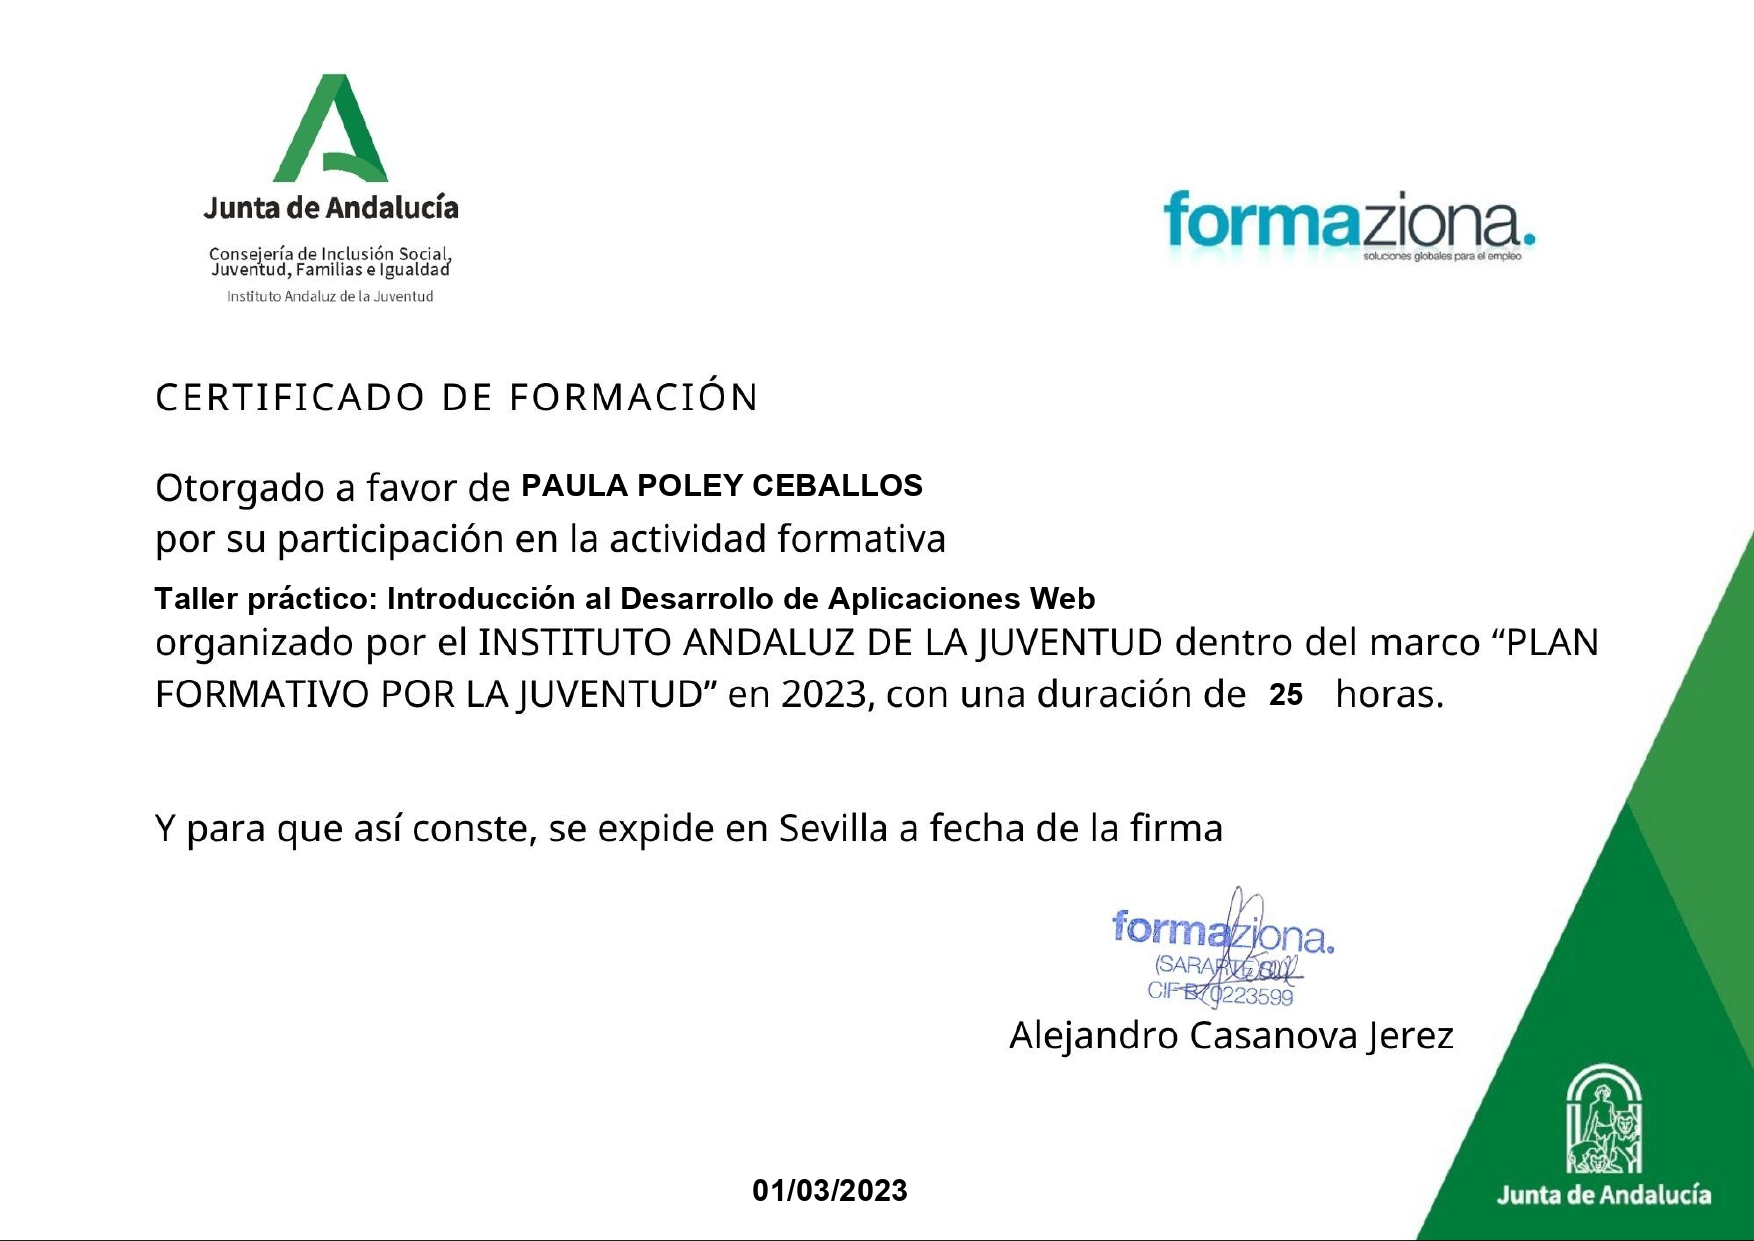 Junta de Andalucía
Consejería de Inclusión Social,
Juventud, Familias e Igualdad
Instituto Andaluz de la Juventud
formaziona.
soluciones globales para el empleo
CERTIFICADO DE FORMACIÓN
Otorgado a favor de PAULA POLEY CEBALLOS
por su participación en la actividad formativa
Taller práctico: Introducción al Desarrollo de Aplicaciones Web
organizado por el INSTITUTO ANDALUZ DE LA JUVENTUD dentro del marco “PLAN
FORMATIVO POR LA JUVENTUD” en 2023, con una duración de 25 horas.
Y para que así conste, se expide en Sevilla a fecha de la firma
formaziona.
(SARARTE
CIF
Alejandro Casanova Jerez
01/03/2023
Junta de Andalucía